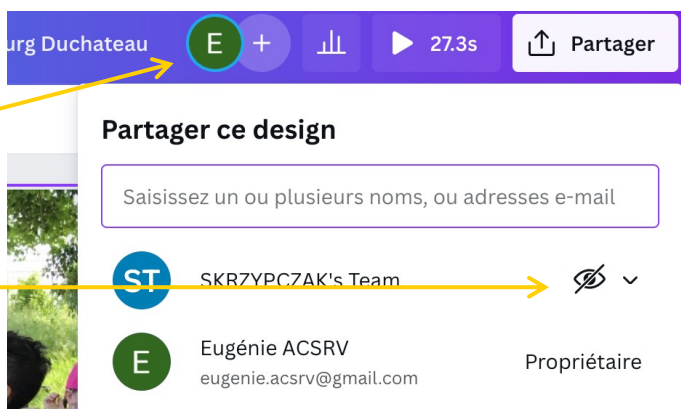 urg Duchateau E + 27.3s Partager
Partager ce design
Saisissez un ou plusieurs noms, ou adresses e-mail
ST SKRZYPCZAK's Team
E Eugénie ACSRV Propriétaire
eugenie.acsrv@gmail.com